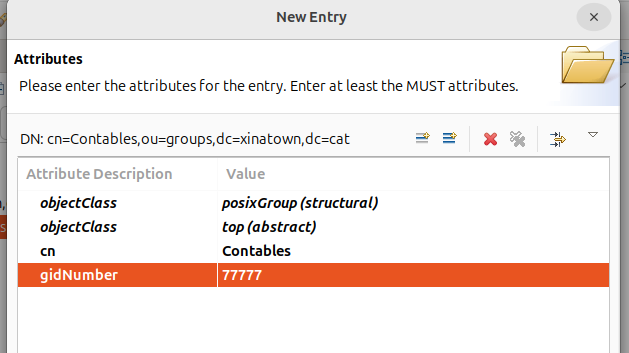 New Entry
Attributes
Please enter the attributes for the entry. Enter at least the MUST attributes.
DN: cn=Contables,ou=groups,dc=xinatown,dc=cat
Attribute Description Value
objectClass posixGroup (structural)
objectClass top (abstract)
cn Contables
gidNumber 77777